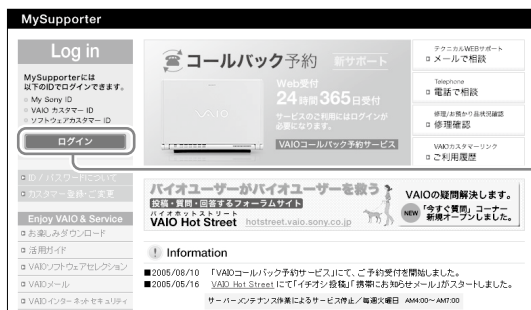 MySupporter
Log in
MySupporterには
以下のIDでログインできます。
My Sony ID
VAIO カスタマー ID
ソフトウェアカスタマー ID
ログイン
ID / パスワードについて
カスタマー登録・ご変更
Enjoy VAIO & Service
お楽しみダウンロード
活用ガイド
VAIOソフトウェアセレクション
VAIOメール
VAIO インターネットセキュリティ
コールバック予約 新サポート
VAIO
Web受付
24時間365日受付
サービスのご利用にはログインが
必要になります。
VAIOコールバック予約サービス
テクニカルWEBサポート
メールで相談
Telephone
電話で相談
修理/お預かり品状況確認
修理確認
VAIOカスタマーリンク
ご利用履歴
バイオユーザーがバイオユーザーを救う
投稿・質問・回答するフォーラムサイト
バイオホットストリート
VAIO Hot Street hotstreet.vaio.sony.co.jp
VAIOの疑問解決します。
NEW 「今すぐ質問」コーナー
新規オープンしました。
Information
■2005/08/10 「VAIOコールバック予約サービス」にて、ご予約受付を開始しました。
■2005/05/16 VAIO Hot Street にて「イチオシ投稿」「携帯にお知らせメール」がスタートしました。
サーバーメンテナンス作業によるサービス停止/毎週火曜日 AM4:00〜AM7:00